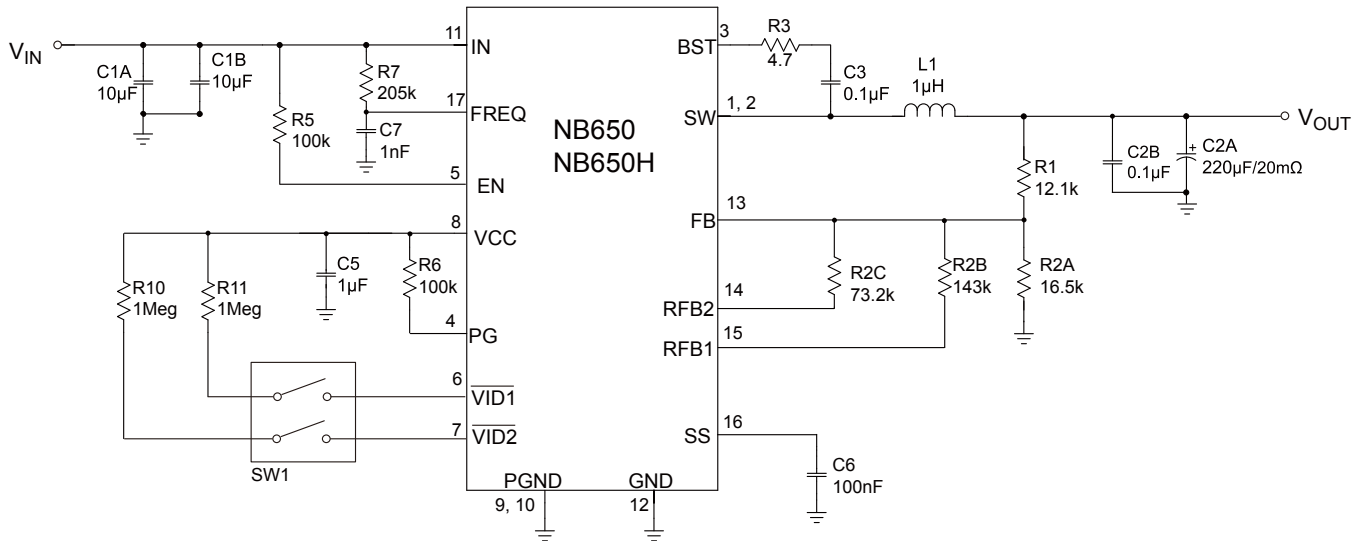 V_IN
C1A
10µF
C1B
10µF
R5
100k
R7
205k
C7
1nF
11
IN
17
FREQ
5
EN
8
VCC
4
PG
6
VID1
7
VID2
R10
1Meg
R11
1Meg
C5
1µF
R6
100k
SW1
NB650
NB650H
PGND
9, 10
GND
12
3
BST
R3
4.7
C3
0.1µF
1, 2
SW
L1
1µH
V_OUT
C2B
0.1µF
+ C2A
220µF/20mΩ
R1
12.1k
13
FB
R2C
73.2k
R2B
143k
R2A
16.5k
14
RFB2
15
RFB1
16
SS
C6
100nF